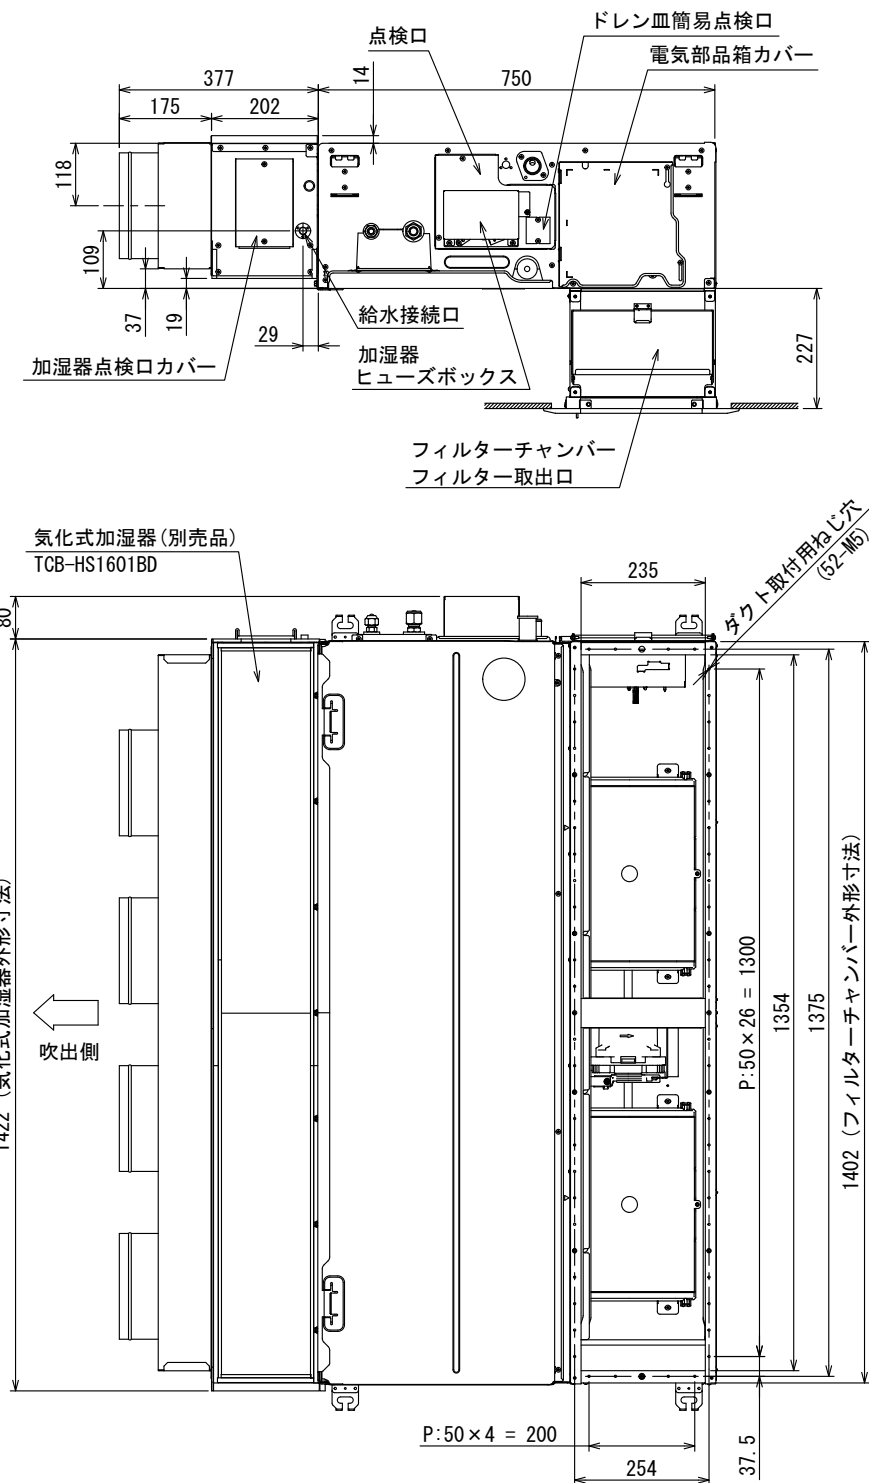 ドレン皿簡易点検口
点検口
電気部品箱カバー
377
14
750
175
202
118
109
37
19
29
給水接続口
加湿器
ヒューズボックス
加湿器点検口カバー
227
フィルターチャンバー
フィルター取出口
気化式加湿器(別売品)
TCB-HS1601BD
ダクト取付用ねじ穴
(52-M5)
235
80
1422 (気化式加湿器外形寸法)
吹出側
P:50×26 = 1300
1354
1375
1402 (フィルターチャンバー外形寸法)
P:50×4 = 200
254
37.5